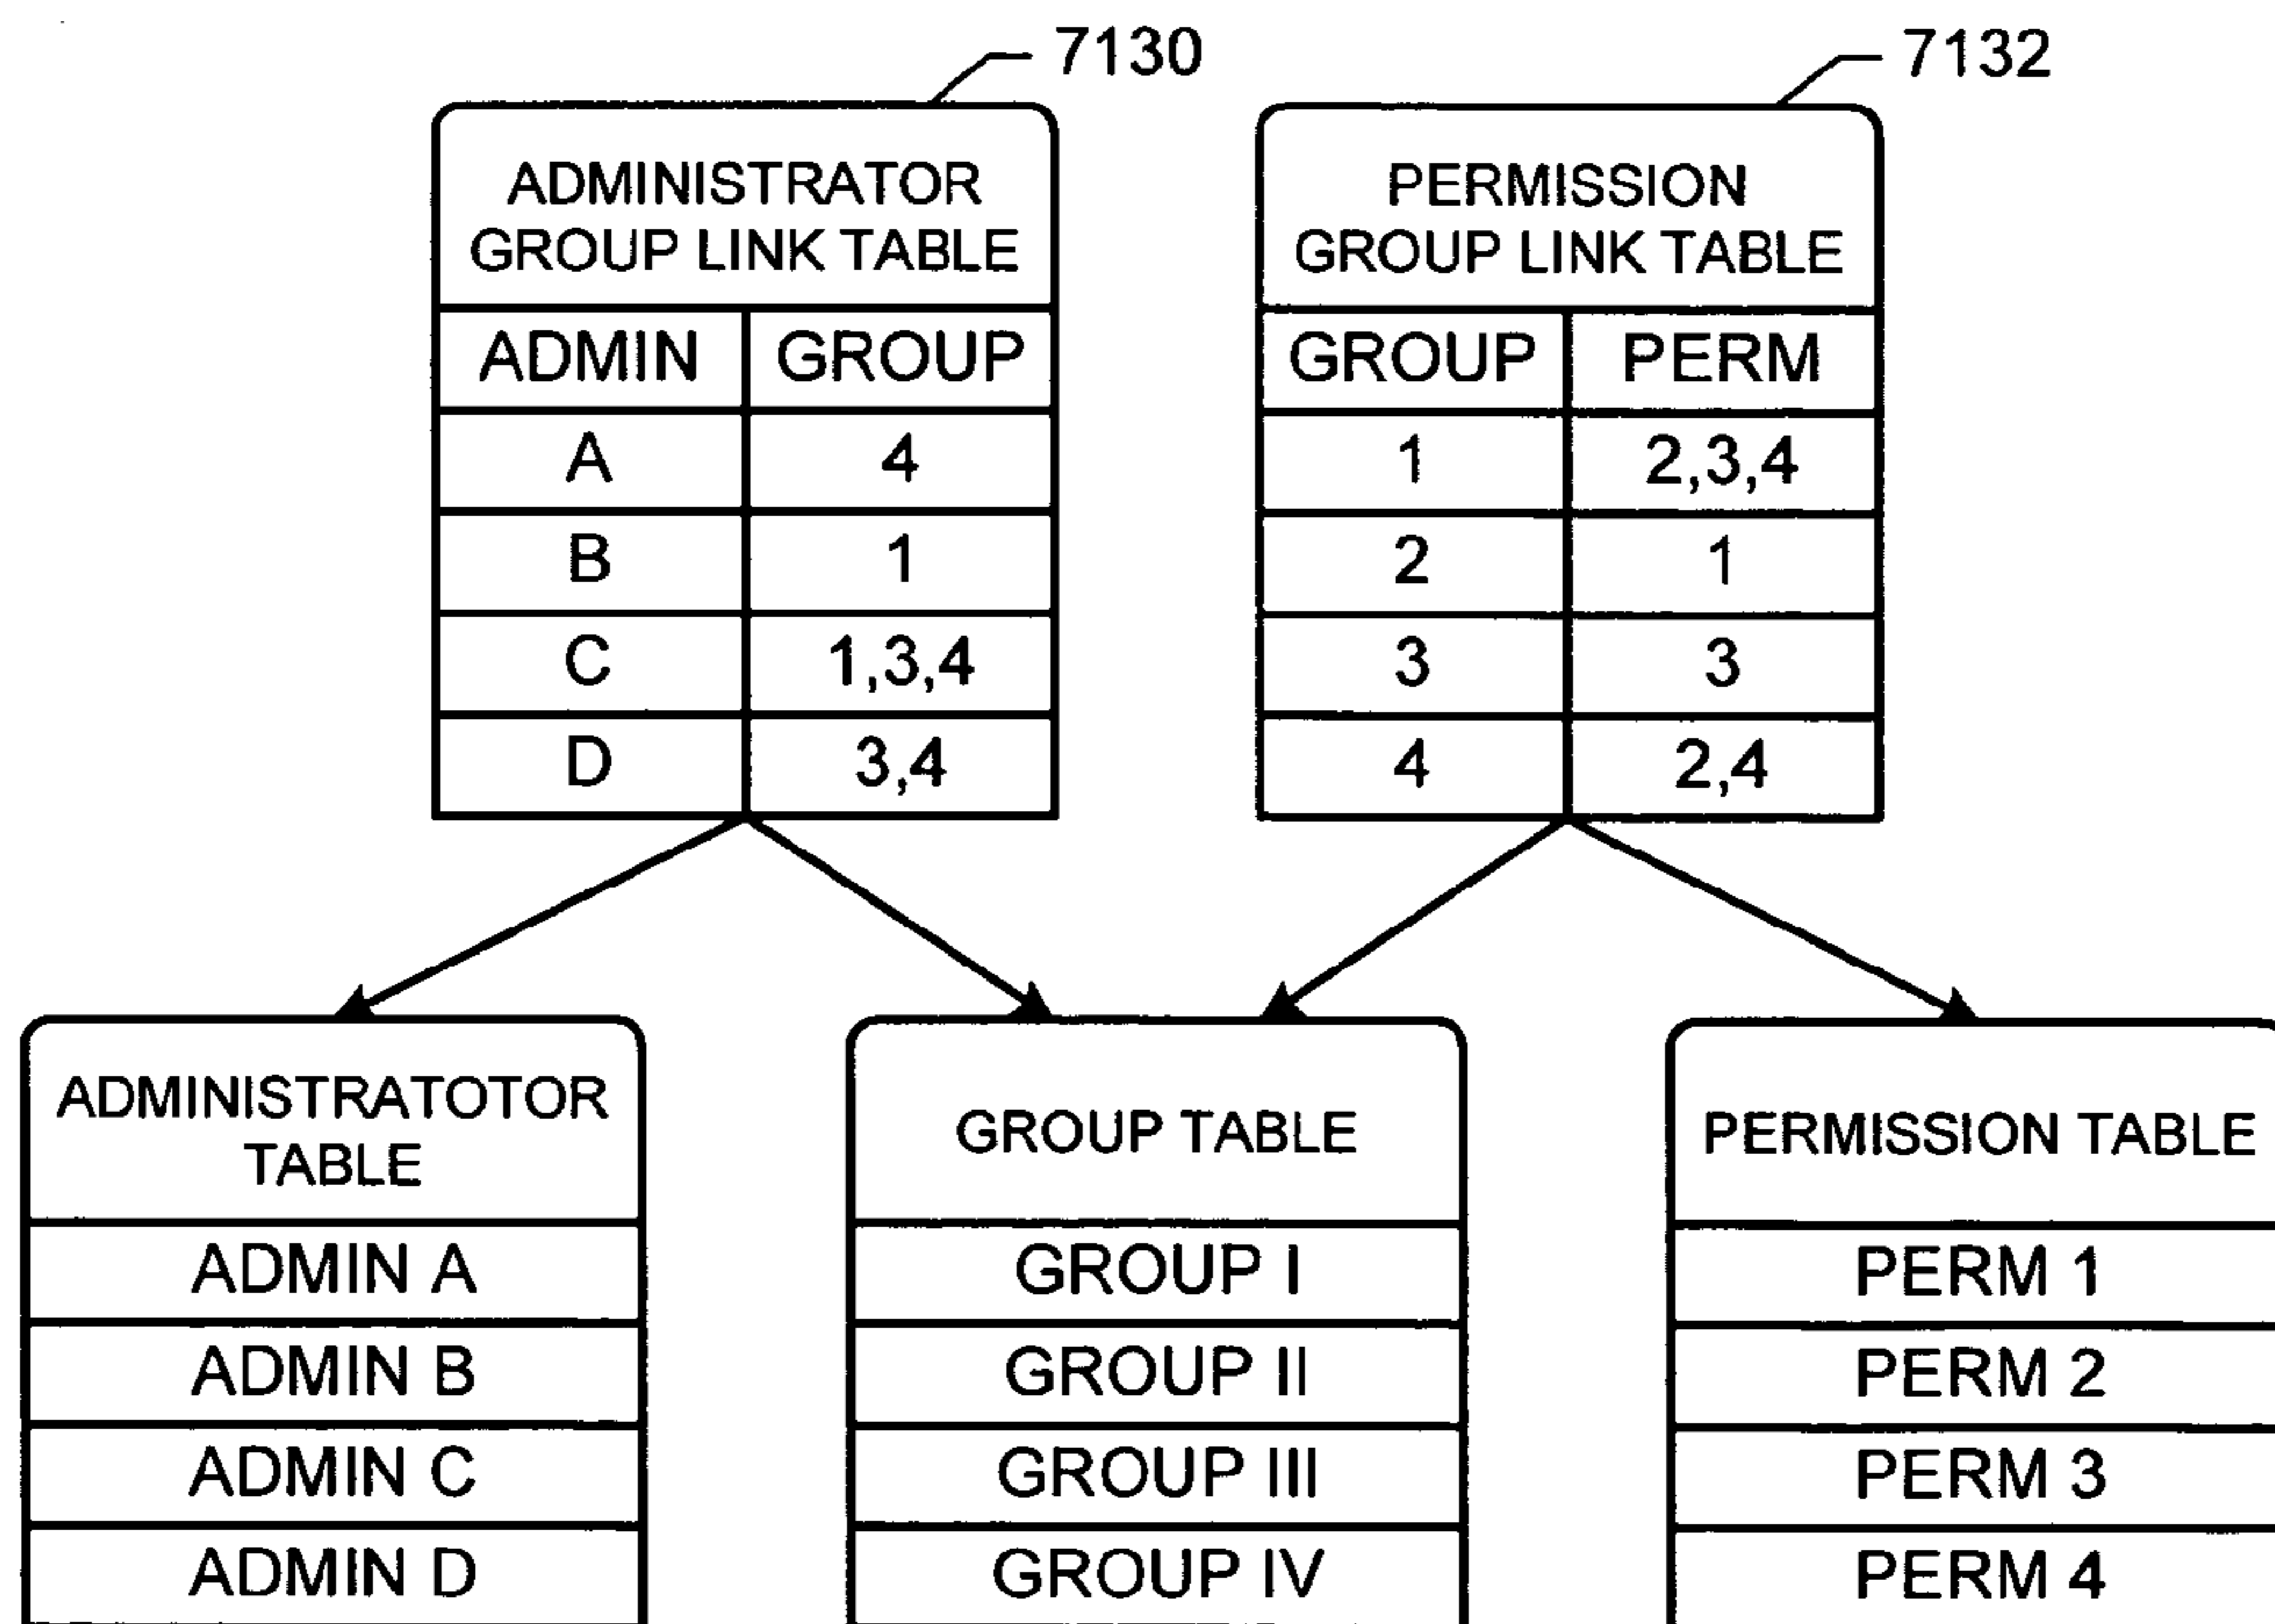 7130
7132
ADMINISTRATOR
GROUP LINK TABLE
ADMIN GROUP
A 4
B 1
C 1,3,4
D 3,4
PERMISSION
GROUP LINK TABLE
GROUP PERM
1 2,3,4
2 1
3 3
4 2,4
ADMINISTRATOTOR
TABLE
ADMIN A
ADMIN B
ADMIN C
ADMIN D
GROUP TABLE
GROUP I
GROUP II
GROUP III
GROUP IV
PERMISSION TABLE
PERM 1
PERM 2
PERM 3
PERM 4